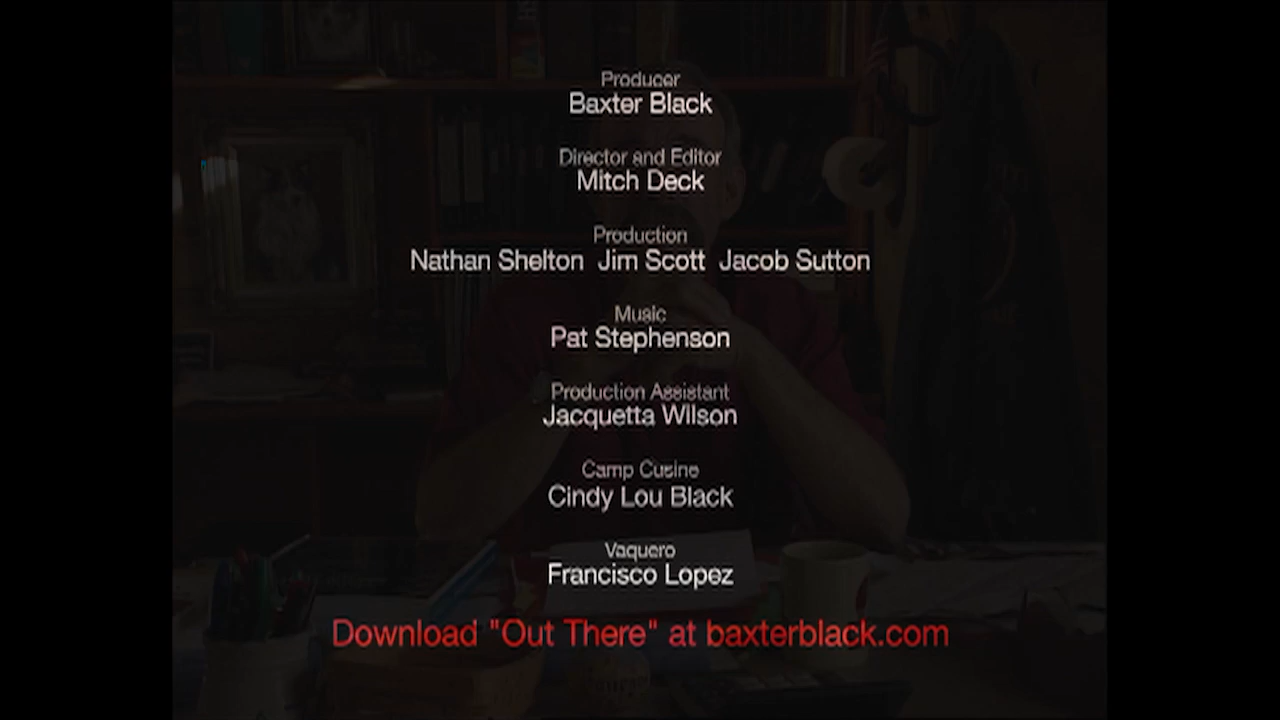 Producer
Baxter Black
Director and Editor
Mitch Deck
Production
Nathan Shelton Jim Scott Jacob Sutton
Music
Pat Stephenson
Production Assistant
Jacquetta Wilson
Camp Cusine
Cindy Lou Black
Vaquero
Francisco Lopez
Download "Out There" at baxterblack.com